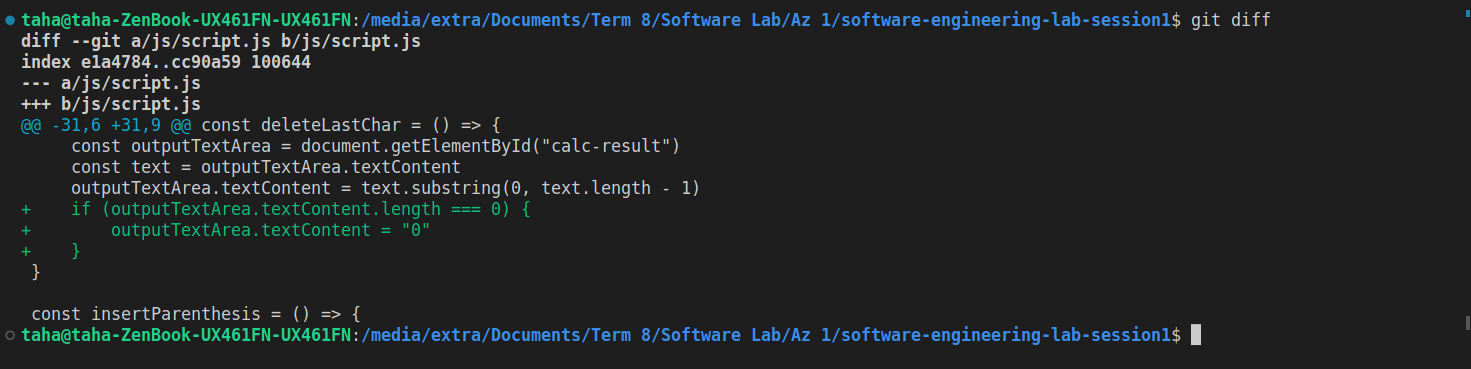 taha@taha-ZenBook-UX461FN-UX461FN:/media/extra/Documents/Term 8/Software Lab/Az 1/software-engineering-lab-session1$ git diff
diff --git a/js/script.js b/js/script.js
index e1a4784..cc90a59 100644
--- a/js/script.js
+++ b/js/script.js
@@ -31,6 +31,9 @@ const deleteLastChar = () => {
     const outputTextArea = document.getElementById("calc-result")
     const text = outputTextArea.textContent
     outputTextArea.textContent = text.substring(0, text.length - 1)
+    if (outputTextArea.textContent.length === 0) {
+        outputTextArea.textContent = "0"
+    }
 }

 const insertParenthesis = () => {
taha@taha-ZenBook-UX461FN-UX461FN:/media/extra/Documents/Term 8/Software Lab/Az 1/software-engineering-lab-session1$